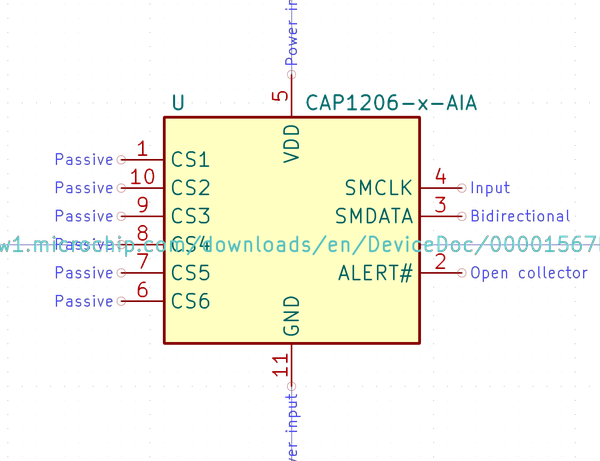 Power in
U
CAP1206-x-AIA
5
VDD
Passive 1 CS1
Passive 10 CS2
Passive 9 CS3
Passive 8 CS4
Passive 7 CS5
Passive 6 CS6
SMCLK 4 Input
SMDATA 3 Bidirectional
w1.microchip.com/downloads/en/DeviceDoc/00001567
ALERT# 2 Open collector
GND
11
er input